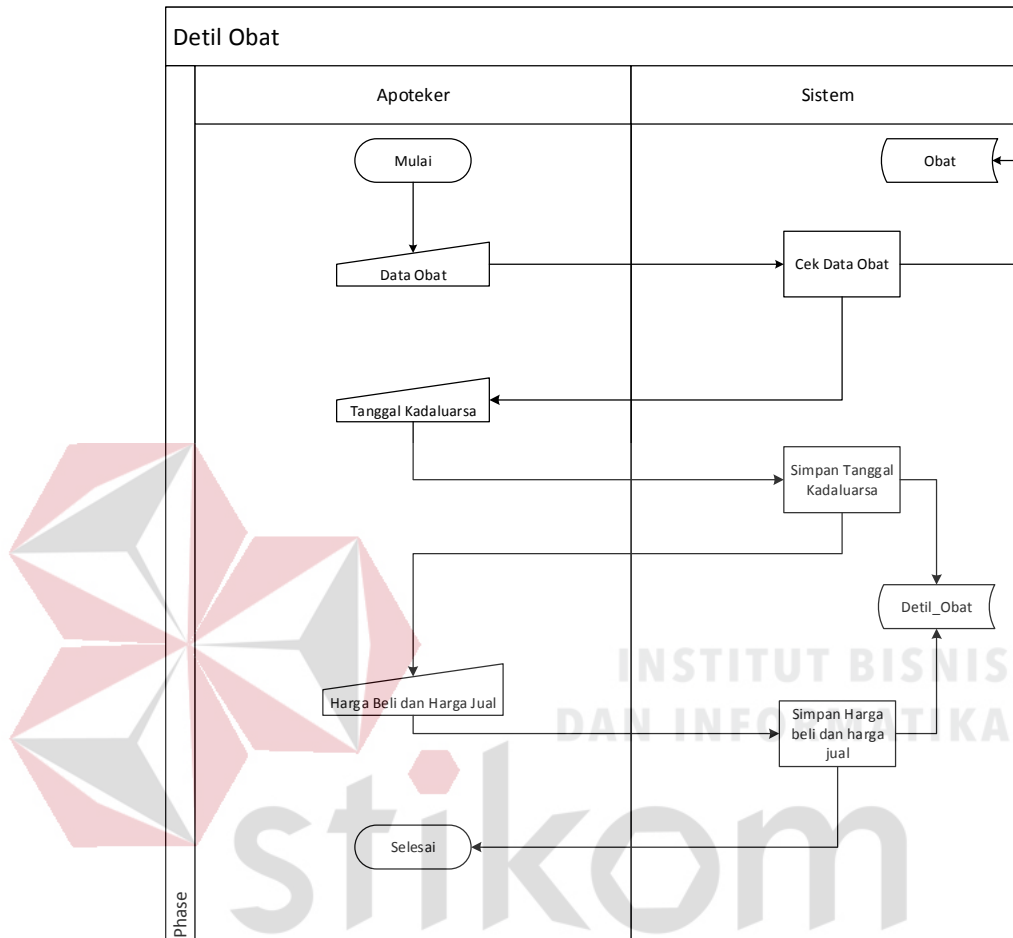 Detil Obat
Apoteker
Sistem
Mulai
Obat
Data Obat
Cek Data Obat
Tanggal Kadaluarsa
Simpan Tanggal
Kadaluarsa
Detil_Obat
Harga Beli dan Harga Jual
Simpan Harga
beli dan harga
jual
Selesai
Phase
INSTITUT BISNIS
DAN INFORMATIKA
stikom